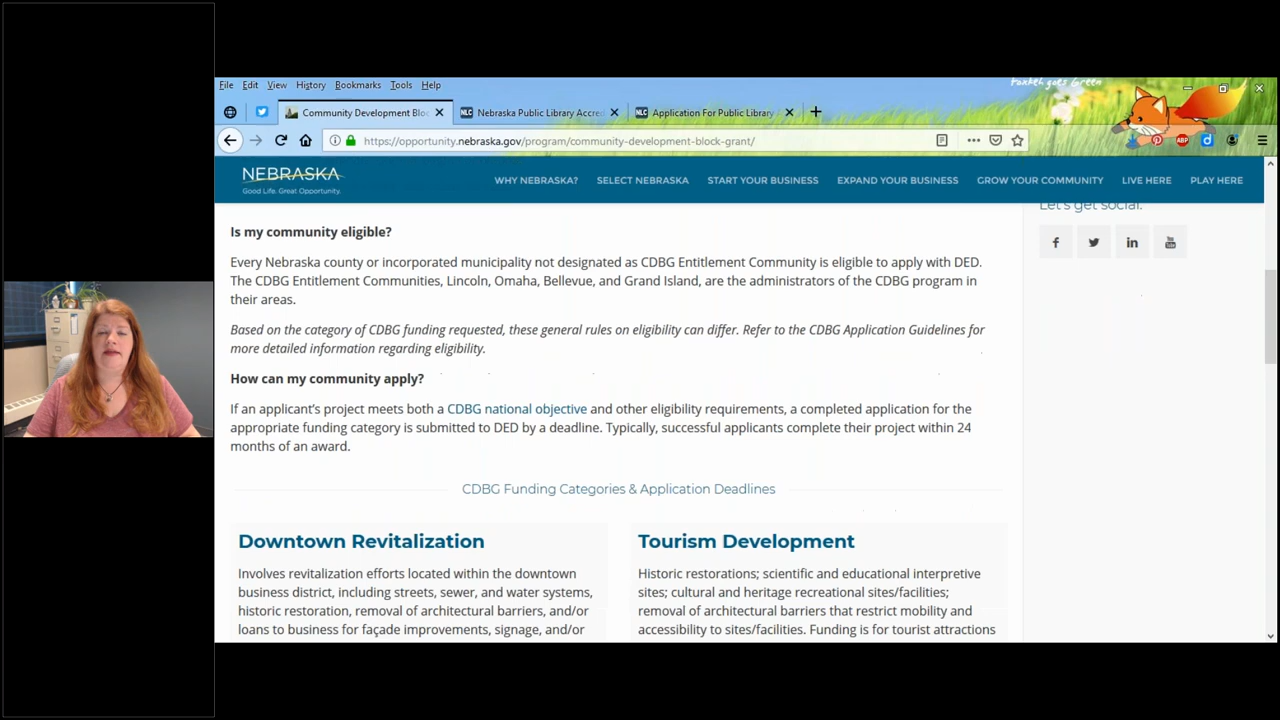 Foxkeh goes Green
File Edit View History Bookmarks Tools Help
Community Development Bloc
NLC Nebraska Public Library Accred
NLC Application For Public Library
https://opportunity.nebraska.gov/program/community-development-block-grant/
ABP
NEBRASKA
Good Life. Great Opportunity.
WHY NEBRASKA? SELECT NEBRASKA START YOUR BUSINESS EXPAND YOUR BUSINESS GROW YOUR COMMUNITY LIVE HERE PLAY HERE
Let's get social.
Is my community eligible?
Every Nebraska county or incorporated municipality not designated as CDBG Entitlement Community is eligible to apply with DED.
The CDBG Entitlement Communities, Lincoln, Omaha, Bellevue, and Grand Island, are the administrators of the CDBG program in
their areas.
Based on the category of CDBG funding requested, these general rules on eligibility can differ. Refer to the CDBG Application Guidelines for
more detailed information regarding eligibility.
How can my community apply?
If an applicant's project meets both a CDBG national objective and other eligibility requirements, a completed application for the
appropriate funding category is submitted to DED by a deadline. Typically, successful applicants complete their project within 24
months of an award.
CDBG Funding Categories & Application Deadlines
Downtown Revitalization
Involves revitalization efforts located within the downtown
business district, including streets, sewer, and water systems,
historic restoration, removal of architectural barriers, and/or
loans to business for façade improvements, signage, and/or
Tourism Development
Historic restorations; scientific and educational interpretive
sites; cultural and heritage recreational sites/facilities;
removal of architectural barriers that restrict mobility and
accessibility to sites/facilities. Funding is for tourist attractions